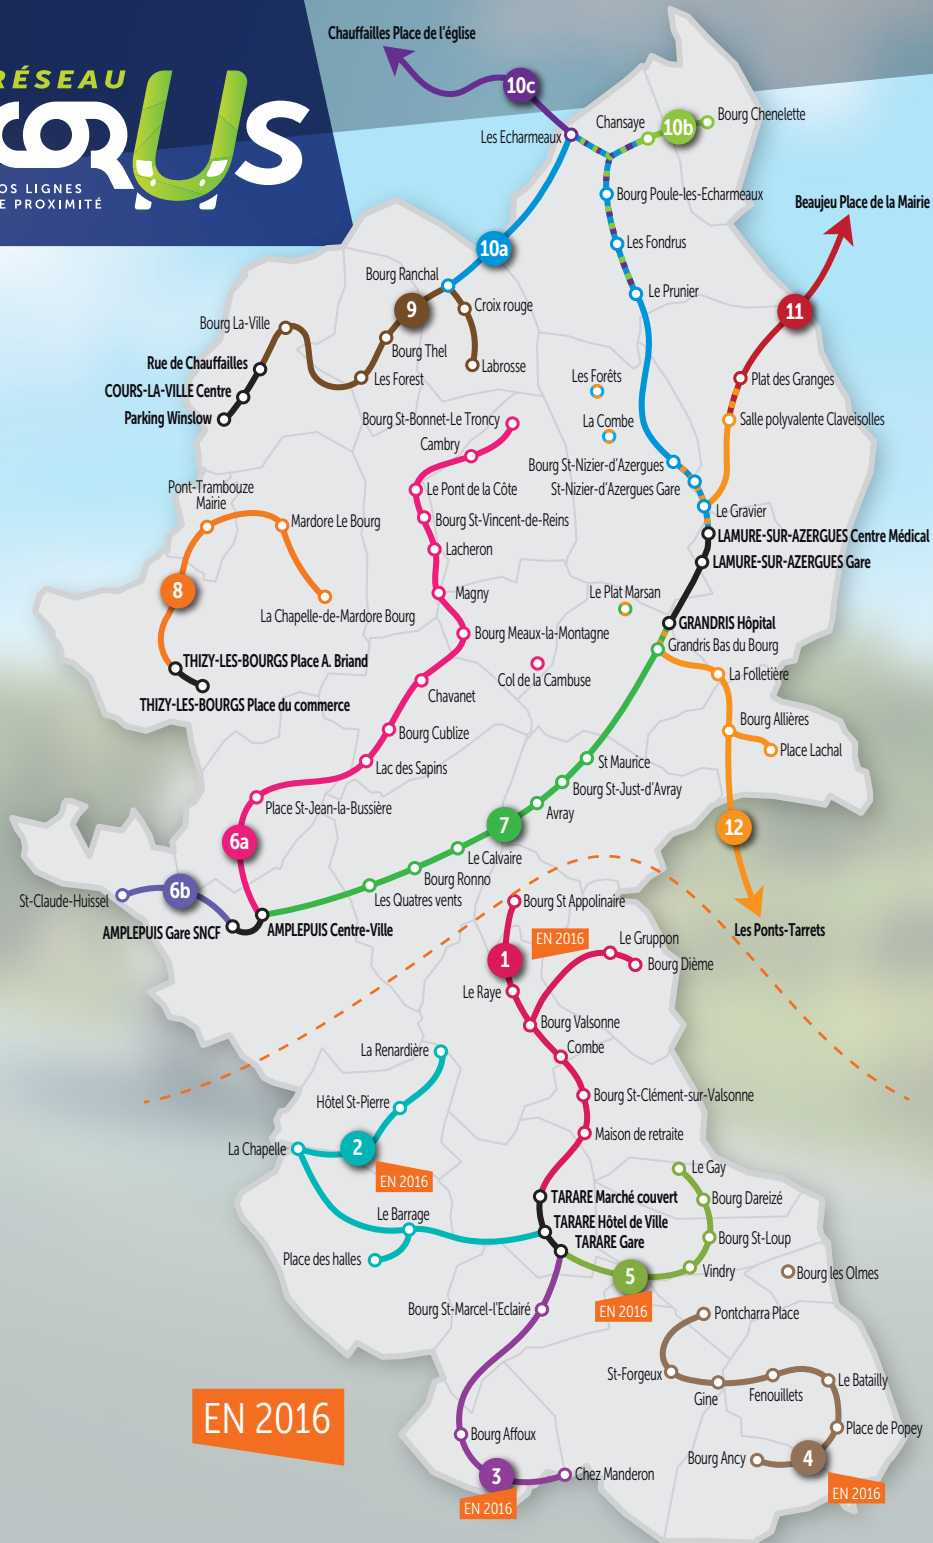 Chauffailles Place de l'église
RÉSEAU
CORUS
OS LIGNES
E PROXIMITÉ
10c
Les Echarmeaux
Chansaye
10b
Bourg Chenelette
Bourg Poule-les-Echarmeaux
Beaujeu Place de la Mairie
Les Fondrus
10a
Bourg Ranchal
Le Prunier
9
Croix rouge
11
Bourg La-Ville
Bourg Thel
Rue de Chauffailles
Labrosse
Les Forest
Les Forêts
Plat des Granges
COURS-LA-VILLE Centre
Parking Winslow
Bourg St-Bonnet-Le Troncy
La Combe
Salle polyvalente Claveisolles
Cambry
Bourg St-Nizier-d'Azergues
St-Nizier-d'Azergues Gare
Pont-Trambouze
Mairie
Le Pont de la Côte
Mardore Le Bourg
Bourg St-Vincent-de-Reins
Le Gravier
LAMURE-SUR-AZERGUES Centre Médical
Lacheron
LAMURE-SUR-AZERGUES Gare
8
Magny
Le Plat Marsan
La Chapelle-de-Mardore Bourg
GRANDRIS Hôpital
Bourg Meaux-la-Montagne
Grandris Bas du Bourg
THIZY-LES-BOURGS Place A. Briand
Col de la Cambuse
La Folletière
THIZY-LES-BOURGS Place du commerce
Chavanet
Bourg Allières
Bourg Cublize
Place Lachal
Lac des Sapins
St Maurice
Bourg St-Just-d'Avray
Place St-Jean-la-Bussière
Avray
7
12
6a
Le Calvaire
Bourg Ronno
6b
Les Quatres vents
St-Claude-Huissel
Bourg St Appolinaire
AMPLEPUIS Gare SNCF
AMPLEPUIS Centre-Ville
Les Ponts-Tarrets
EN 2016
Le Gruppon
1
Bourg Dième
Le Raye
Bourg Valsonne
Combe
La Renardière
Bourg St-Clément-sur-Valsonne
Hôtel St-Pierre
Maison de retraite
La Chapelle
2
EN 2016
Le Gay
TARARE Marché couvert
Bourg Dareizé
Le Barrage
TARARE Hôtel de Ville
TARARE Gare
Bourg St-Loup
Place des halles
Vindry
5
Bourg les Olmes
EN 2016
Bourg St-Marcel-l'Eclairé
Pontcharra Place
St-Forgeux
Gine
Fenouillets
Le Batailly
EN 2016
Bourg Affoux
Place de Popey
Bourg Ancy
4
3
Chez Manderon
EN 2016
EN 2016